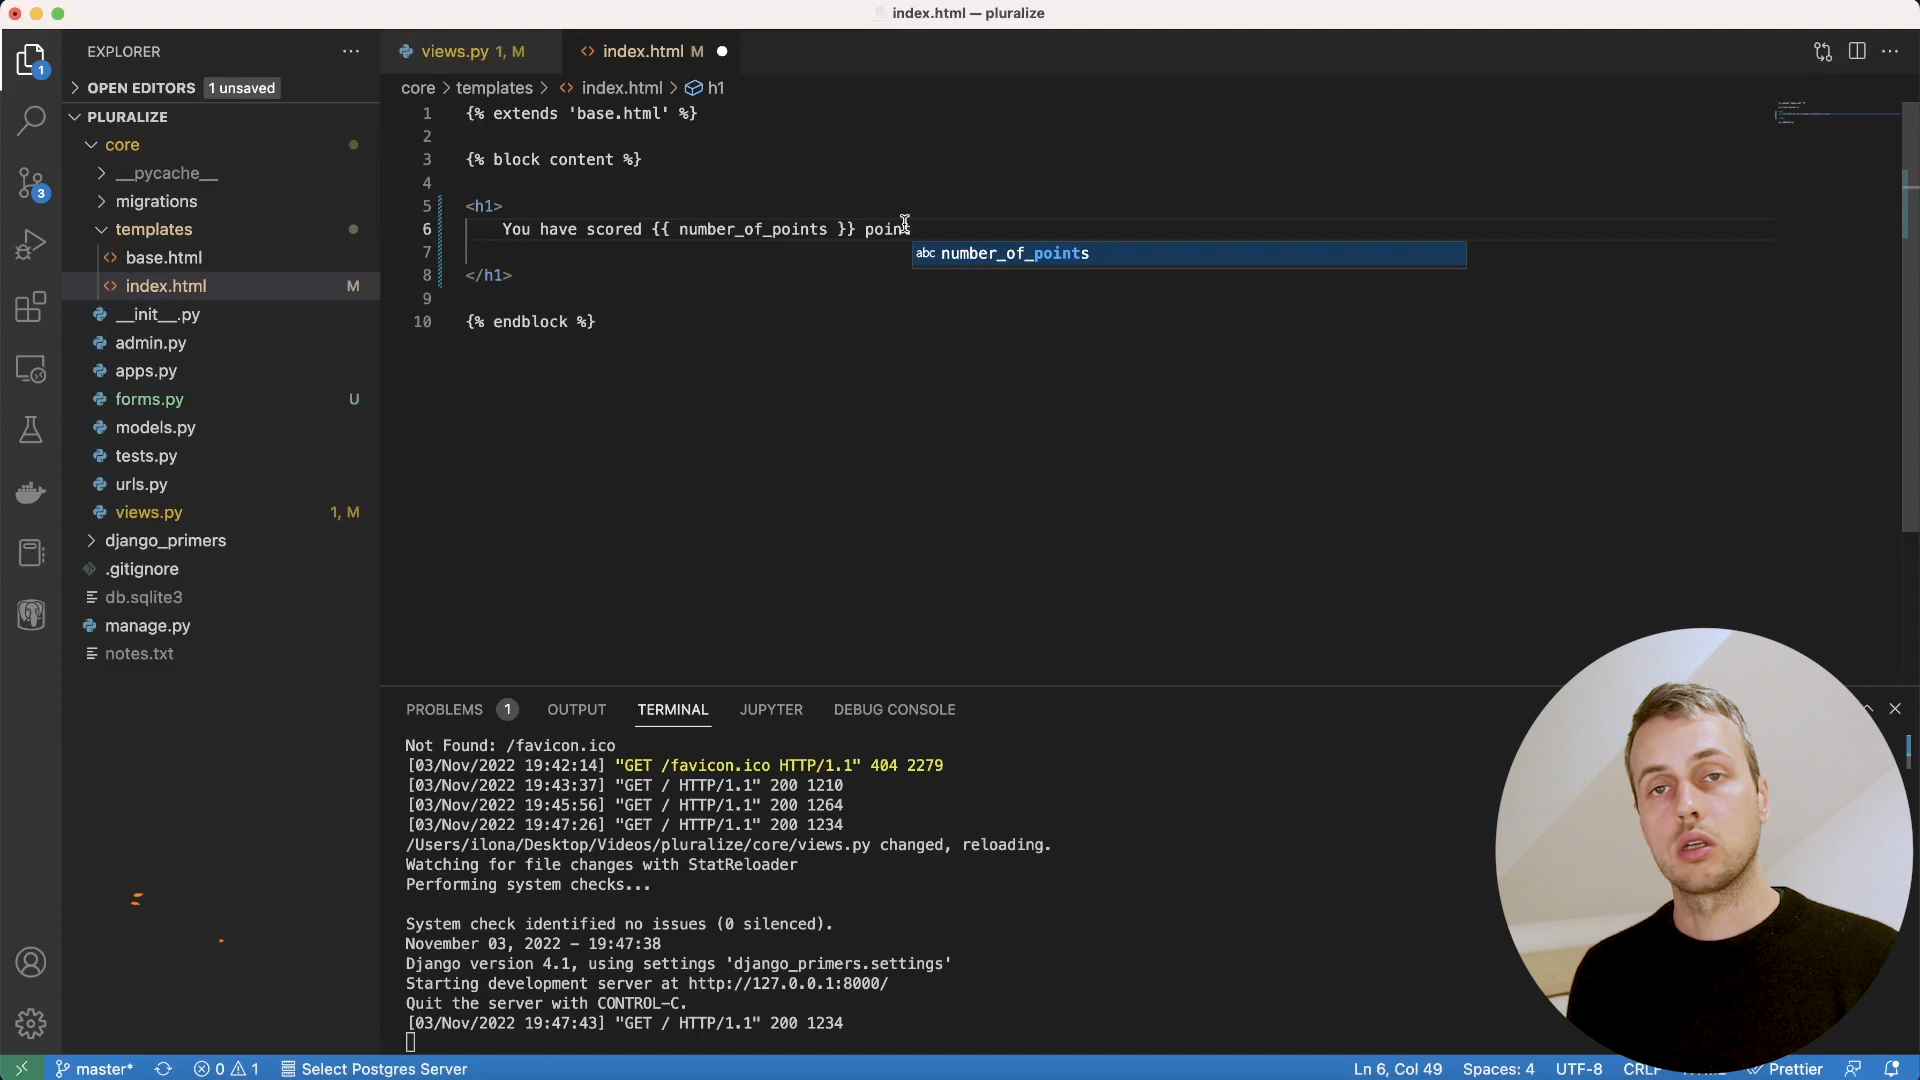 index.html — pluralize
EXPLORER
OPEN EDITORS 1 unsaved
PLURALIZE
core
__pycache__
migrations
templates
base.html
index.html M
__init__.py
admin.py
apps.py
forms.py U
models.py
tests.py
urls.py
views.py 1, M
django_primers
.gitignore
db.sqlite3
manage.py
notes.txt
1
3
views.py 1, M
index.html M
core > templates > index.html > h1
1 {% extends 'base.html' %}
2
3 {% block content %}
4
5 <h1>
6 You have scored {{ number_of_points }} point
abc number_of_points
7
8 </h1>
9
10 {% endblock %}
PROBLEMS 1 OUTPUT TERMINAL JUPYTER DEBUG CONSOLE
Not Found: /favicon.ico
[03/Nov/2022 19:42:14] "GET /favicon.ico HTTP/1.1" 404 2279
[03/Nov/2022 19:43:37] "GET / HTTP/1.1" 200 1210
[03/Nov/2022 19:45:56] "GET / HTTP/1.1" 200 1264
[03/Nov/2022 19:47:26] "GET / HTTP/1.1" 200 1234
/Users/ilona/Desktop/Videos/pluralize/core/views.py changed, reloading.
Watching for file changes with StatReloader
Performing system checks...
System check identified no issues (0 silenced).
November 03, 2022 - 19:47:38
Django version 4.1, using settings 'django_primers.settings'
Starting development server at http://127.0.0.1:8000/
Quit the server with CONTROL-C.
[03/Nov/2022 19:47:43] "GET / HTTP/1.1" 200 1234
master* 0 1 Select Postgres Server Ln 6, Col 49 Spaces: 4 UTF-8 CRLF Prettier